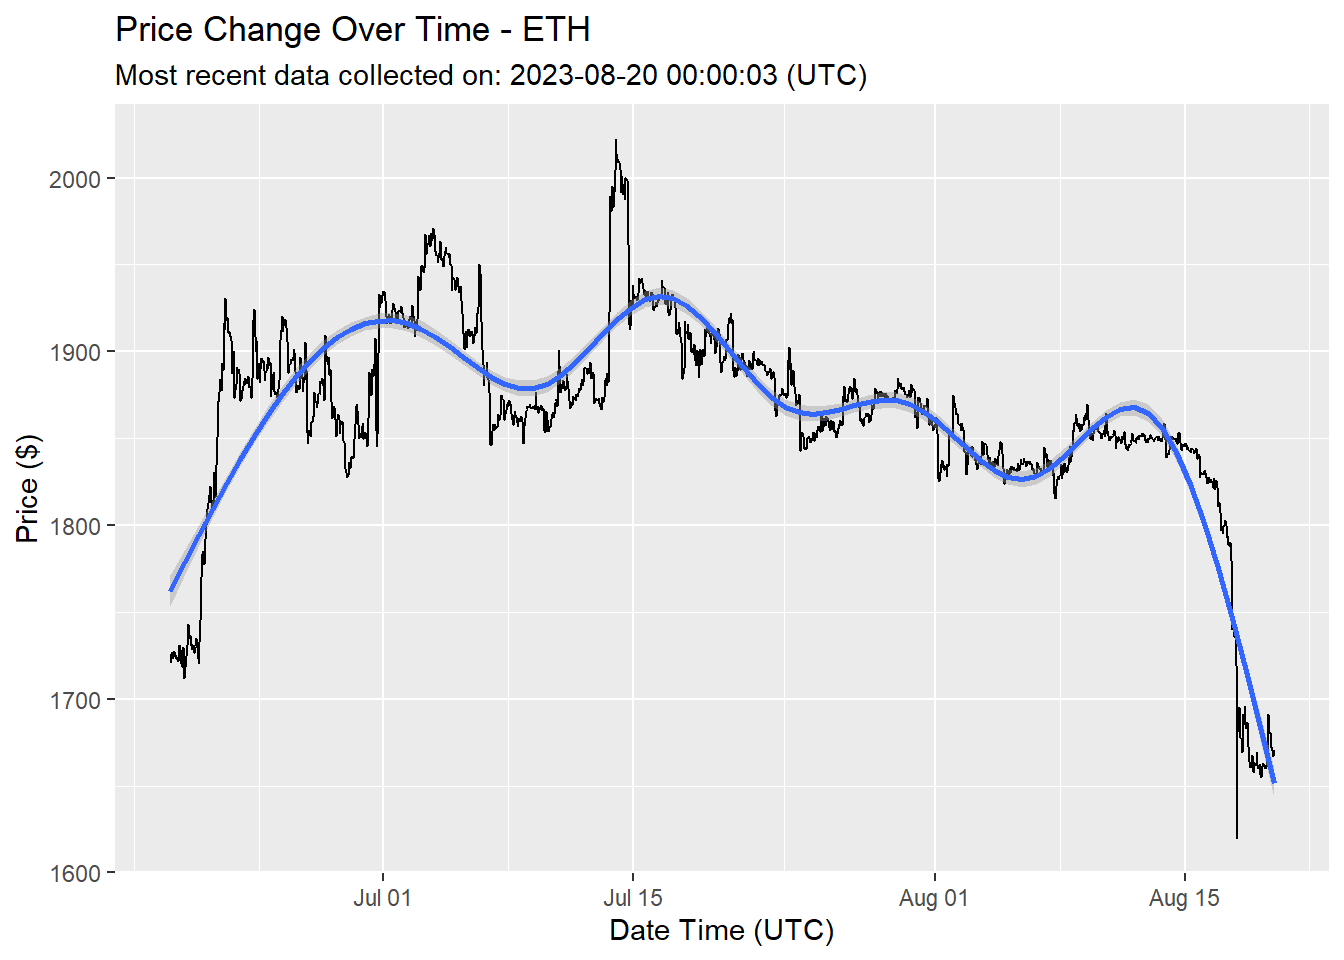 Price Change Over Time - ETH
Most recent data collected on: 2023-08-20 00:00:03 (UTC)
2000
1900
1800
1700
1600
Price ($)
Jul 01
Jul 15
Aug 01
Aug 15
Date Time (UTC)